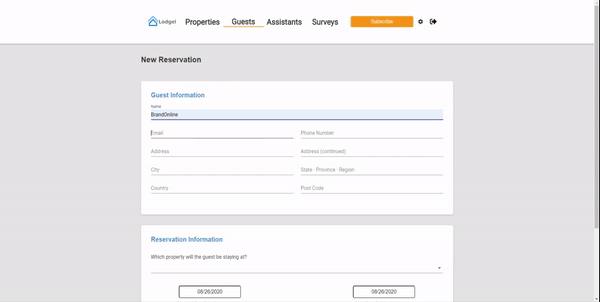 Lodgel
Properties Guests Assistants Surveys Subscribe
New Reservation
Guest Information
Name
BrandOnline
Email Phone Number
Address Address (continued)
City State - Province - Region
Country Post Code
Reservation Information
Which property will the guest be staying at?
08/26/2020 08/26/2020